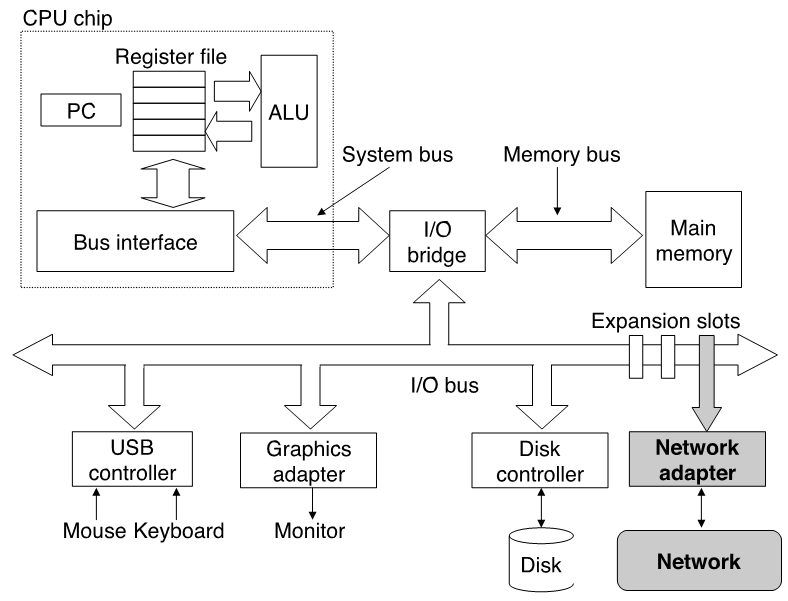 CPU chip
Register file
PC
ALU
System bus
Memory bus
Bus interface
I/O
bridge
Main
memory
Expansion slots
I/O bus
USB
controller
Graphics
adapter
Disk
controller
Network
adapter
Mouse Keyboard
Monitor
Disk
Network